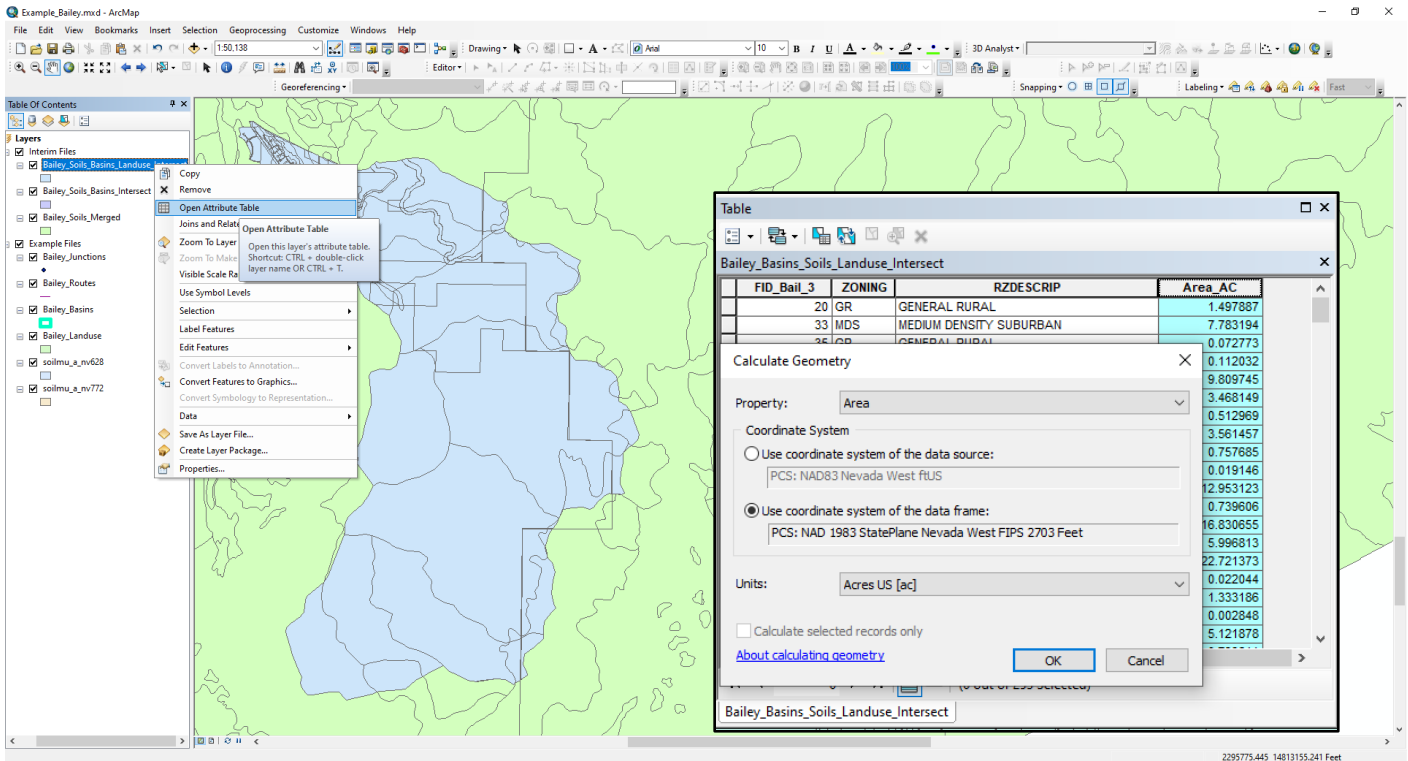 Example_Bailey.mxd - ArcMap
File Edit View Bookmarks Insert Selection Geoprocessing Customize Windows Help
1:50,138 Drawing Arial 10 B I U A 3D Analyst
Editor
Georeferencing Snapping Labeling Fast
Table Of Contents
Layers
Interim Files
Bailey_Soils_Basins_Landuse_Intersect
Bailey_Soils_Basins_Intersect
Bailey_Soils_Merged
Example Files
Bailey_Junctions
Bailey_Routes
Bailey_Basins
Bailey_Landuse
soilmu_a_nv628
soilmu_a_nv772
Copy
Remove
Open Attribute Table
Joins and Relate
Zoom To Layer
Zoom To Make
Visible Scale Ra
Use Symbol Levels
Selection
Label Features
Edit Features
Convert Labels to Annotation...
Convert Features to Graphics...
Convert Symbology to Representation...
Data
Save As Layer File...
Create Layer Package...
Properties...
Open Attribute Table
Open this layer's attribute table.
Shortcut: CTRL + double-click
layer name OR CTRL + T.
Table
Bailey_Basins_Soils_Landuse_Intersect
FID_Bail_3 ZONING RZDESCRIP Area_AC
20 GR GENERAL RURAL 1.497887
33 MDS MEDIUM DENSITY SUBURBAN 7.783194
35 GR GENERAL RURAL 0.072773
0.112032
9.809745
3.468149
0.512969
3.561457
0.757685
0.019146
12.953123
0.739606
16.830655
5.996813
22.721373
0.022044
1.333186
0.002848
5.121878
Calculate Geometry
Property: Area
Coordinate System
Use coordinate system of the data source:
PCS: NAD83 Nevada West ftUS
Use coordinate system of the data frame:
PCS: NAD 1983 StatePlane Nevada West FIPS 2703 Feet
Units: Acres US [ac]
Calculate selected records only
About calculating geometry
OK Cancel
Bailey_Basins_Soils_Landuse_Intersect
2295775.445 14813155.241 Feet